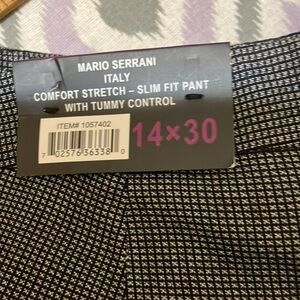 MARIO SERRANI
ITALY
COMFORT STRETCH – SLIM FIT PANT
WITH TUMMY CONTROL
ITEM# 1057402
14×30
7 02576 36338 0